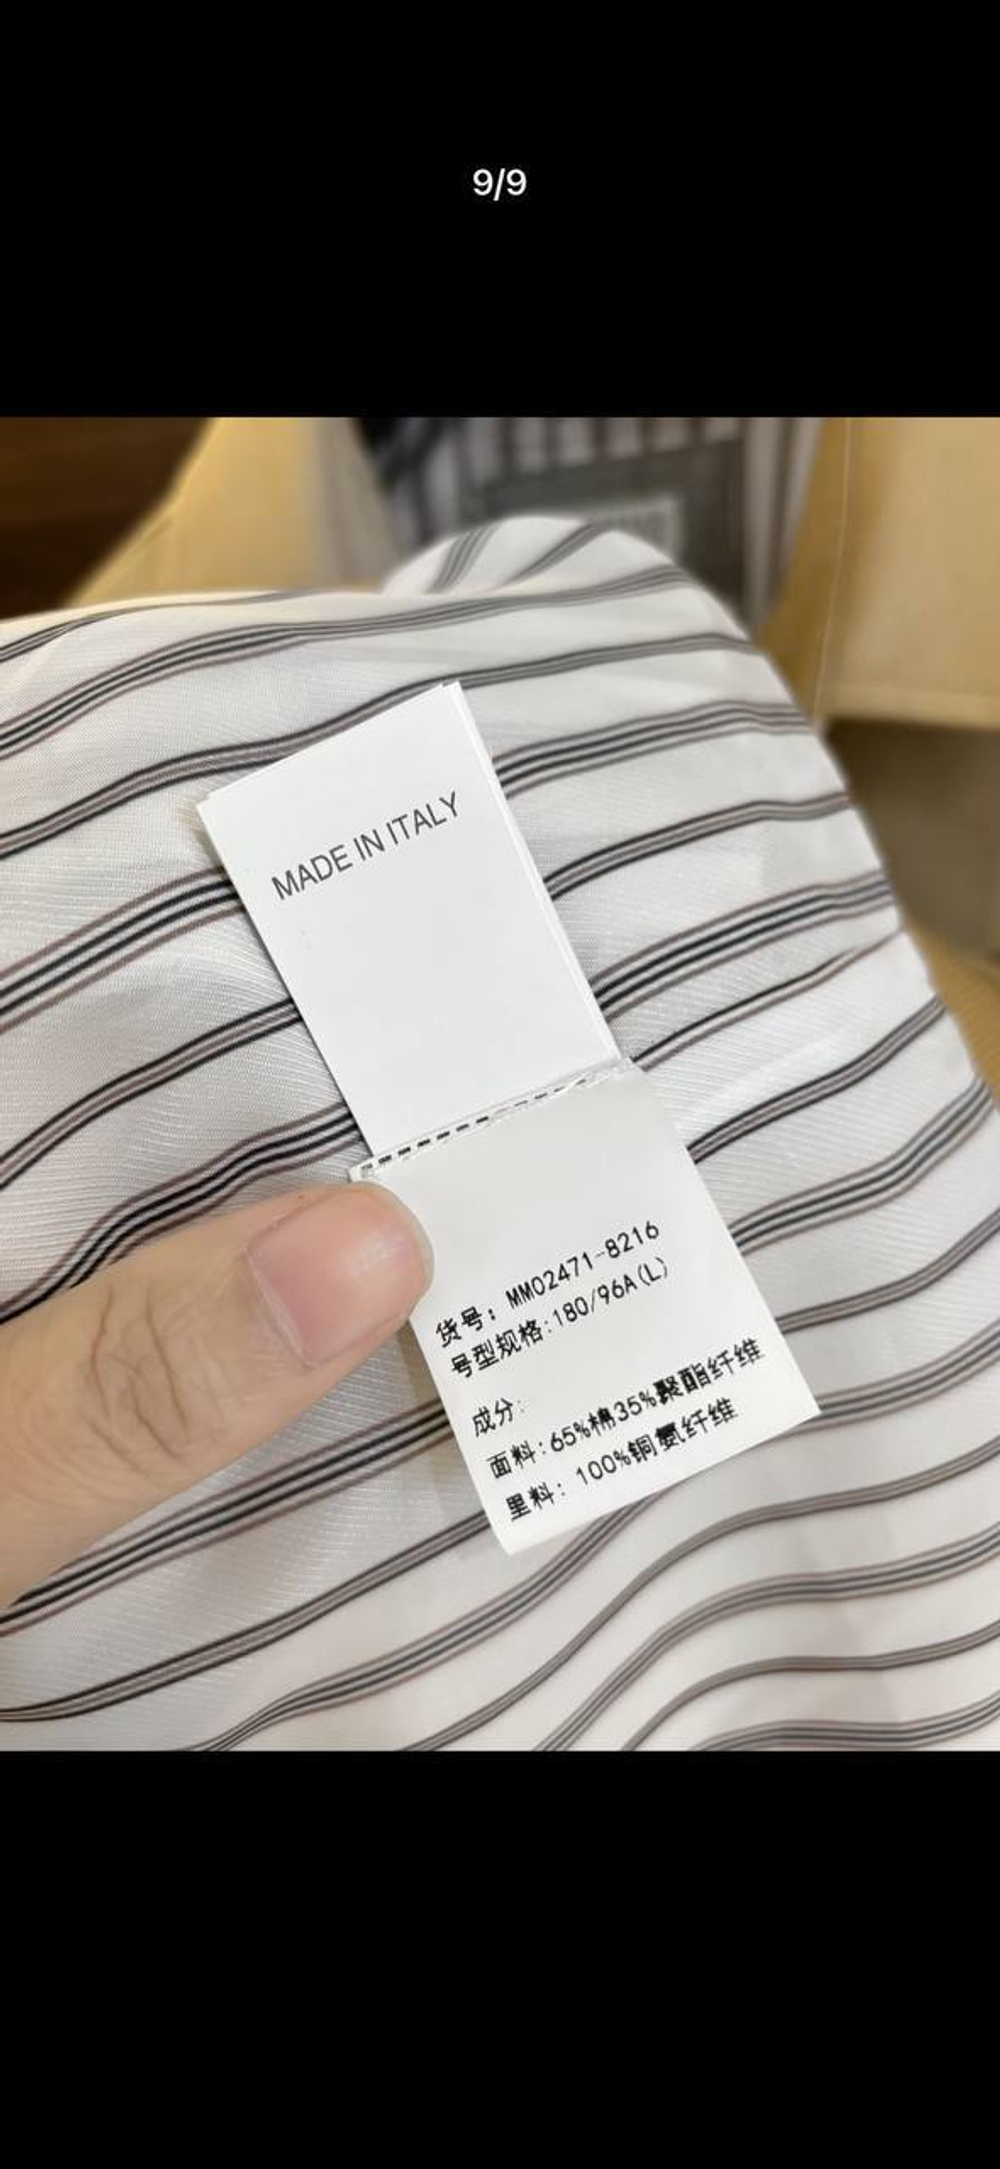 9/9
MADE IN ITALY
货号: MM02471-8216
号型规格:180/96A(L)
成分:
面料:65%棉35%聚酯纤维
里料: 100%铜氨纤维